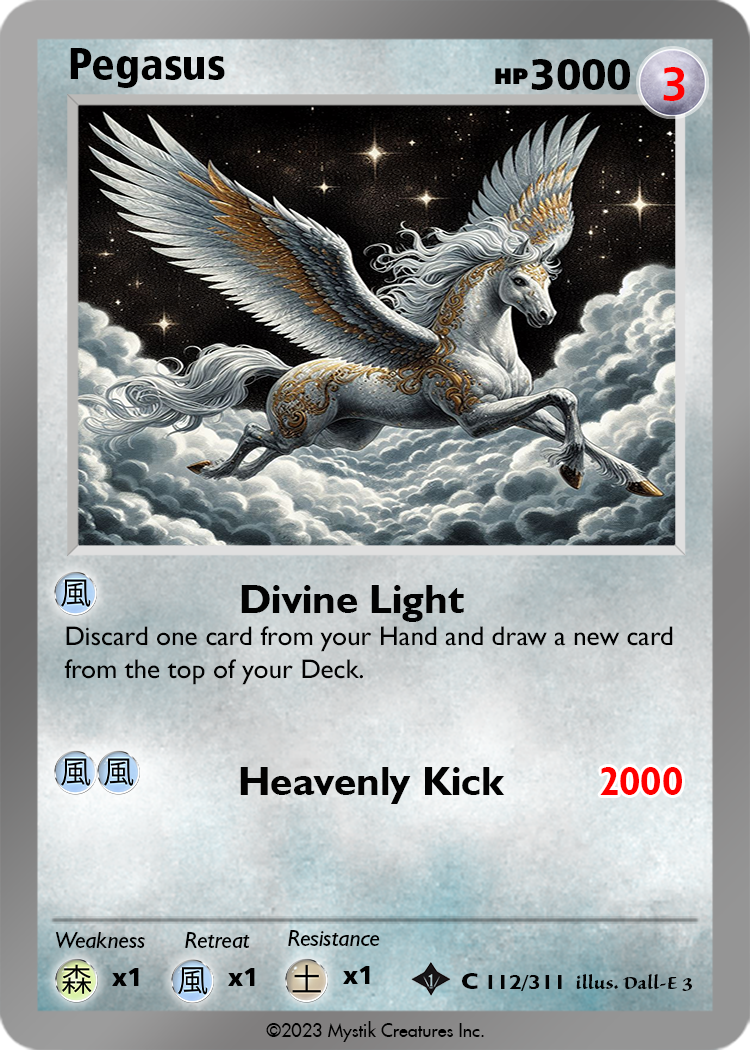 Pegasus HP3000 3
風 Divine Light
Discard one card from your Hand and draw a new card
from the top of your Deck.
風 風 Heavenly Kick 2000
Weakness Retreat Resistance
森 x1 風 x1 土 x1 1 C 112/311 illus. Dall-E 3
©2023 Mystik Creatures Inc.